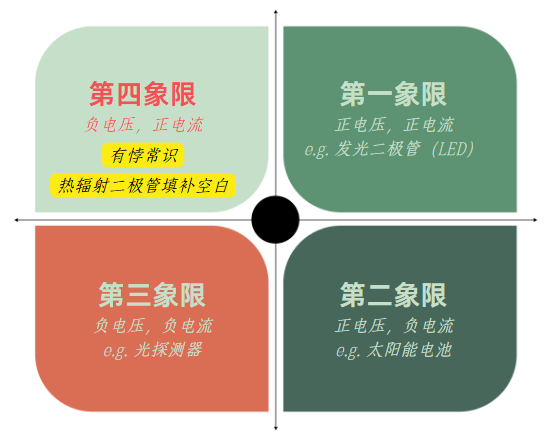 第四象限
负电压，正电流
有悖常识
热辐射二极管填补空白
第一象限
正电压，正电流
e.g. 发光二极管（LED）
第三象限
负电压，负电流
e.g. 光探测器
第二象限
正电压，负电流
e.g. 太阳能电池